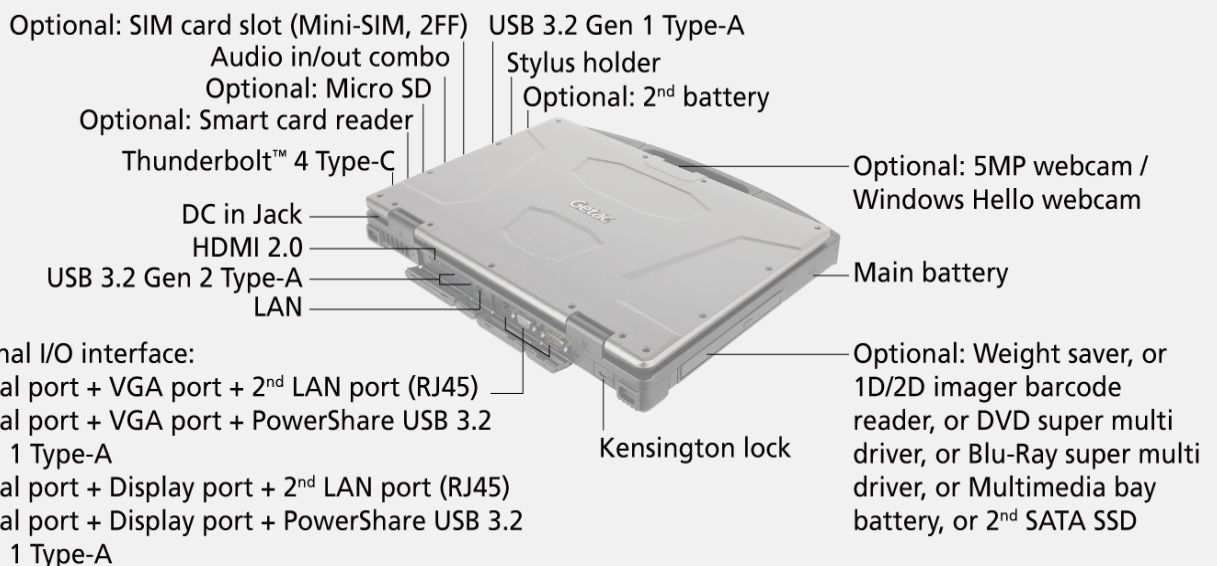 Optional: SIM card slot (Mini-SIM, 2FF)
USB 3.2 Gen 1 Type-A
Audio in/out combo
Stylus holder
Optional: Micro SD
Optional: 2nd battery
Optional: Smart card reader
Thunderbolt™ 4 Type-C
Optional: 5MP webcam /
Windows Hello webcam
DC in Jack
Getac
HDMI 2.0
USB 3.2 Gen 2 Type-A
Main battery
LAN
nal I/O interface:
al port + VGA port + 2nd LAN port (RJ45)
al port + VGA port + PowerShare USB 3.2
1 Type-A
al port + Display port + 2nd LAN port (RJ45)
al port + Display port + PowerShare USB 3.2
1 Type-A
Kensington lock
Optional: Weight saver, or
1D/2D imager barcode
reader, or DVD super multi
driver, or Blu-Ray super multi
driver, or Multimedia bay
battery, or 2nd SATA SSD